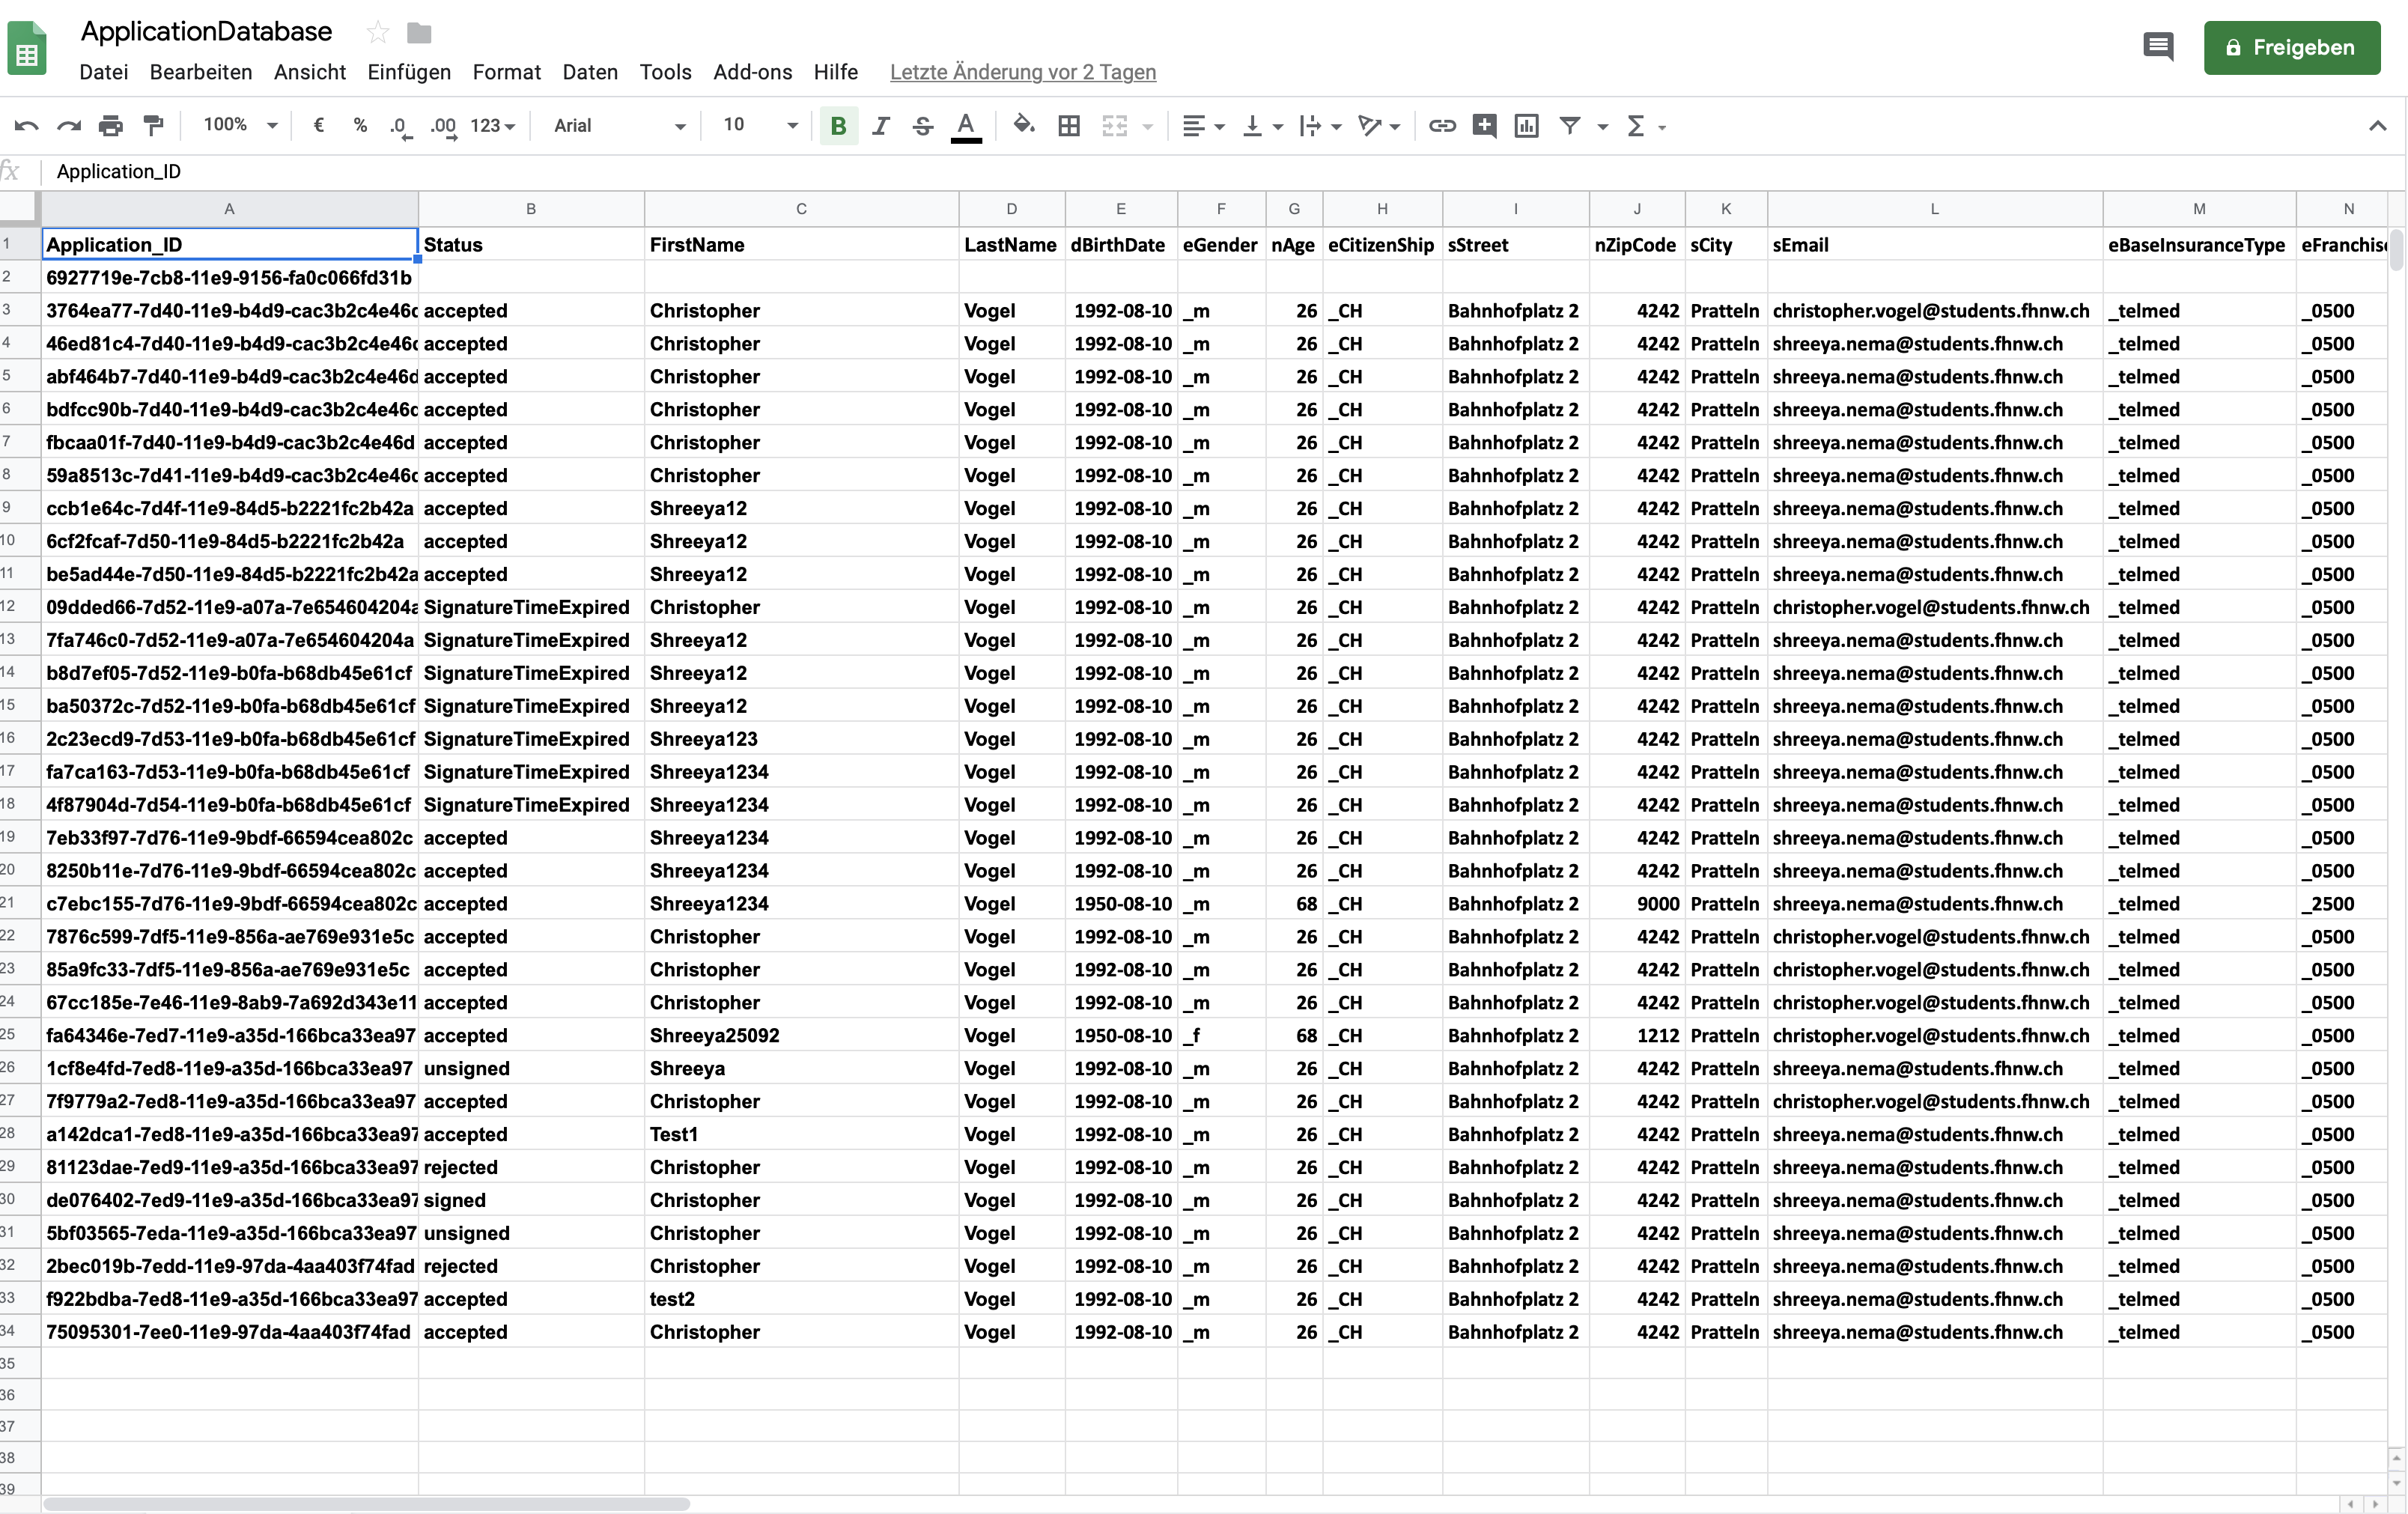 ApplicationDatabase
Freigeben
Datei Bearbeiten Ansicht Einfügen Format Daten Tools Add-ons Hilfe Letzte Änderung vor 2 Tagen
100% € % .0 .00 123 Arial 10 B I S A Σ
fx Application_ID
A B C D E F G H I J K L M N
1 Application_ID Status FirstName LastName dBirthDate eGender nAge eCitizenShip sStreet nZipCode sCity sEmail eBaseInsuranceType eFranchise
2 6927719e-7cb8-11e9-9156-fa0c066fd31b
3 3764ea77-7d40-11e9-b4d9-cac3b2c4e46d accepted Christopher Vogel 1992-08-10 _m 26 _CH Bahnhofplatz 2 4242 Pratteln christopher.vogel@students.fhnw.ch _telmed _0500
4 46ed81c4-7d40-11e9-b4d9-cac3b2c4e46d accepted Christopher Vogel 1992-08-10 _m 26 _CH Bahnhofplatz 2 4242 Pratteln shreeya.nema@students.fhnw.ch _telmed _0500
5 abf464b7-7d40-11e9-b4d9-cac3b2c4e46d accepted Christopher Vogel 1992-08-10 _m 26 _CH Bahnhofplatz 2 4242 Pratteln shreeya.nema@students.fhnw.ch _telmed _0500
6 bdfcc90b-7d40-11e9-b4d9-cac3b2c4e46d accepted Christopher Vogel 1992-08-10 _m 26 _CH Bahnhofplatz 2 4242 Pratteln shreeya.nema@students.fhnw.ch _telmed _0500
7 fbcaa01f-7d40-11e9-b4d9-cac3b2c4e46d accepted Christopher Vogel 1992-08-10 _m 26 _CH Bahnhofplatz 2 4242 Pratteln shreeya.nema@students.fhnw.ch _telmed _0500
8 59a8513c-7d41-11e9-b4d9-cac3b2c4e46d accepted Christopher Vogel 1992-08-10 _m 26 _CH Bahnhofplatz 2 4242 Pratteln shreeya.nema@students.fhnw.ch _telmed _0500
9 ccb1e64c-7d4f-11e9-84d5-b2221fc2b42a accepted Shreeya12 Vogel 1992-08-10 _m 26 _CH Bahnhofplatz 2 4242 Pratteln shreeya.nema@students.fhnw.ch _telmed _0500
10 6cf2fcaf-7d50-11e9-84d5-b2221fc2b42a accepted Shreeya12 Vogel 1992-08-10 _m 26 _CH Bahnhofplatz 2 4242 Pratteln shreeya.nema@students.fhnw.ch _telmed _0500
11 be5ad44e-7d50-11e9-84d5-b2221fc2b42a accepted Shreeya12 Vogel 1992-08-10 _m 26 _CH Bahnhofplatz 2 4242 Pratteln shreeya.nema@students.fhnw.ch _telmed _0500
12 09dded66-7d52-11e9-a07a-7e654604204a SignatureTimeExpired Christopher Vogel 1992-08-10 _m 26 _CH Bahnhofplatz 2 4242 Pratteln christopher.vogel@students.fhnw.ch _telmed _0500
13 7fa746c0-7d52-11e9-a07a-7e654604204a SignatureTimeExpired Shreeya12 Vogel 1992-08-10 _m 26 _CH Bahnhofplatz 2 4242 Pratteln shreeya.nema@students.fhnw.ch _telmed _0500
14 b8d7ef05-7d52-11e9-b0fa-b68db45e61cf SignatureTimeExpired Shreeya12 Vogel 1992-08-10 _m 26 _CH Bahnhofplatz 2 4242 Pratteln shreeya.nema@students.fhnw.ch _telmed _0500
15 ba50372c-7d52-11e9-b0fa-b68db45e61cf SignatureTimeExpired Shreeya12 Vogel 1992-08-10 _m 26 _CH Bahnhofplatz 2 4242 Pratteln shreeya.nema@students.fhnw.ch _telmed _0500
16 2c23ecd9-7d53-11e9-b0fa-b68db45e61cf SignatureTimeExpired Shreeya123 Vogel 1992-08-10 _m 26 _CH Bahnhofplatz 2 4242 Pratteln shreeya.nema@students.fhnw.ch _telmed _0500
17 fa7ca163-7d53-11e9-b0fa-b68db45e61cf SignatureTimeExpired Shreeya1234 Vogel 1992-08-10 _m 26 _CH Bahnhofplatz 2 4242 Pratteln shreeya.nema@students.fhnw.ch _telmed _0500
18 4f87904d-7d54-11e9-b0fa-b68db45e61cf SignatureTimeExpired Shreeya1234 Vogel 1992-08-10 _m 26 _CH Bahnhofplatz 2 4242 Pratteln shreeya.nema@students.fhnw.ch _telmed _0500
19 7eb33f97-7d76-11e9-9bdf-66594cea802c accepted Shreeya1234 Vogel 1992-08-10 _m 26 _CH Bahnhofplatz 2 4242 Pratteln shreeya.nema@students.fhnw.ch _telmed _0500
20 8250b11e-7d76-11e9-9bdf-66594cea802c accepted Shreeya1234 Vogel 1992-08-10 _m 26 _CH Bahnhofplatz 2 4242 Pratteln shreeya.nema@students.fhnw.ch _telmed _0500
21 c7ebc155-7d76-11e9-9bdf-66594cea802c accepted Shreeya1234 Vogel 1950-08-10 _m 68 _CH Bahnhofplatz 2 9000 Pratteln shreeya.nema@students.fhnw.ch _telmed _2500
22 7876c599-7df5-11e9-856a-ae769e931e5c accepted Christopher Vogel 1992-08-10 _m 26 _CH Bahnhofplatz 2 4242 Pratteln christopher.vogel@students.fhnw.ch _telmed _0500
23 85a9fc33-7df5-11e9-856a-ae769e931e5c accepted Christopher Vogel 1992-08-10 _m 26 _CH Bahnhofplatz 2 4242 Pratteln christopher.vogel@students.fhnw.ch _telmed _0500
24 67cc185e-7e46-11e9-8ab9-7a692d343e11 accepted Christopher Vogel 1992-08-10 _m 26 _CH Bahnhofplatz 2 4242 Pratteln christopher.vogel@students.fhnw.ch _telmed _0500
25 fa64346e-7ed7-11e9-a35d-166bca33ea97 accepted Shreeya25092 Vogel 1950-08-10 _f 68 _CH Bahnhofplatz 2 1212 Pratteln christopher.vogel@students.fhnw.ch _telmed _0500
26 1cf8e4fd-7ed8-11e9-a35d-166bca33ea97 unsigned Shreeya Vogel 1992-08-10 _m 26 _CH Bahnhofplatz 2 4242 Pratteln shreeya.nema@students.fhnw.ch _telmed _0500
27 7f9779a2-7ed8-11e9-a35d-166bca33ea97 accepted Christopher Vogel 1992-08-10 _m 26 _CH Bahnhofplatz 2 4242 Pratteln christopher.vogel@students.fhnw.ch _telmed _0500
28 a142dca1-7ed8-11e9-a35d-166bca33ea97 accepted Test1 Vogel 1992-08-10 _m 26 _CH Bahnhofplatz 2 4242 Pratteln shreeya.nema@students.fhnw.ch _telmed _0500
29 81123dae-7ed9-11e9-a35d-166bca33ea97 rejected Christopher Vogel 1992-08-10 _m 26 _CH Bahnhofplatz 2 4242 Pratteln shreeya.nema@students.fhnw.ch _telmed _0500
30 de076402-7ed9-11e9-a35d-166bca33ea97 signed Christopher Vogel 1992-08-10 _m 26 _CH Bahnhofplatz 2 4242 Pratteln shreeya.nema@students.fhnw.ch _telmed _0500
31 5bf03565-7eda-11e9-a35d-166bca33ea97 unsigned Christopher Vogel 1992-08-10 _m 26 _CH Bahnhofplatz 2 4242 Pratteln shreeya.nema@students.fhnw.ch _telmed _0500
32 2bec019b-7edd-11e9-97da-4aa403f74fad rejected Christopher Vogel 1992-08-10 _m 26 _CH Bahnhofplatz 2 4242 Pratteln shreeya.nema@students.fhnw.ch _telmed _0500
33 f922bdba-7ed8-11e9-a35d-166bca33ea97 accepted test2 Vogel 1992-08-10 _m 26 _CH Bahnhofplatz 2 4242 Pratteln shreeya.nema@students.fhnw.ch _telmed _0500
34 75095301-7ee0-11e9-97da-4aa403f74fad accepted Christopher Vogel 1992-08-10 _m 26 _CH Bahnhofplatz 2 4242 Pratteln shreeya.nema@students.fhnw.ch _telmed _0500
35
36
37
38
39